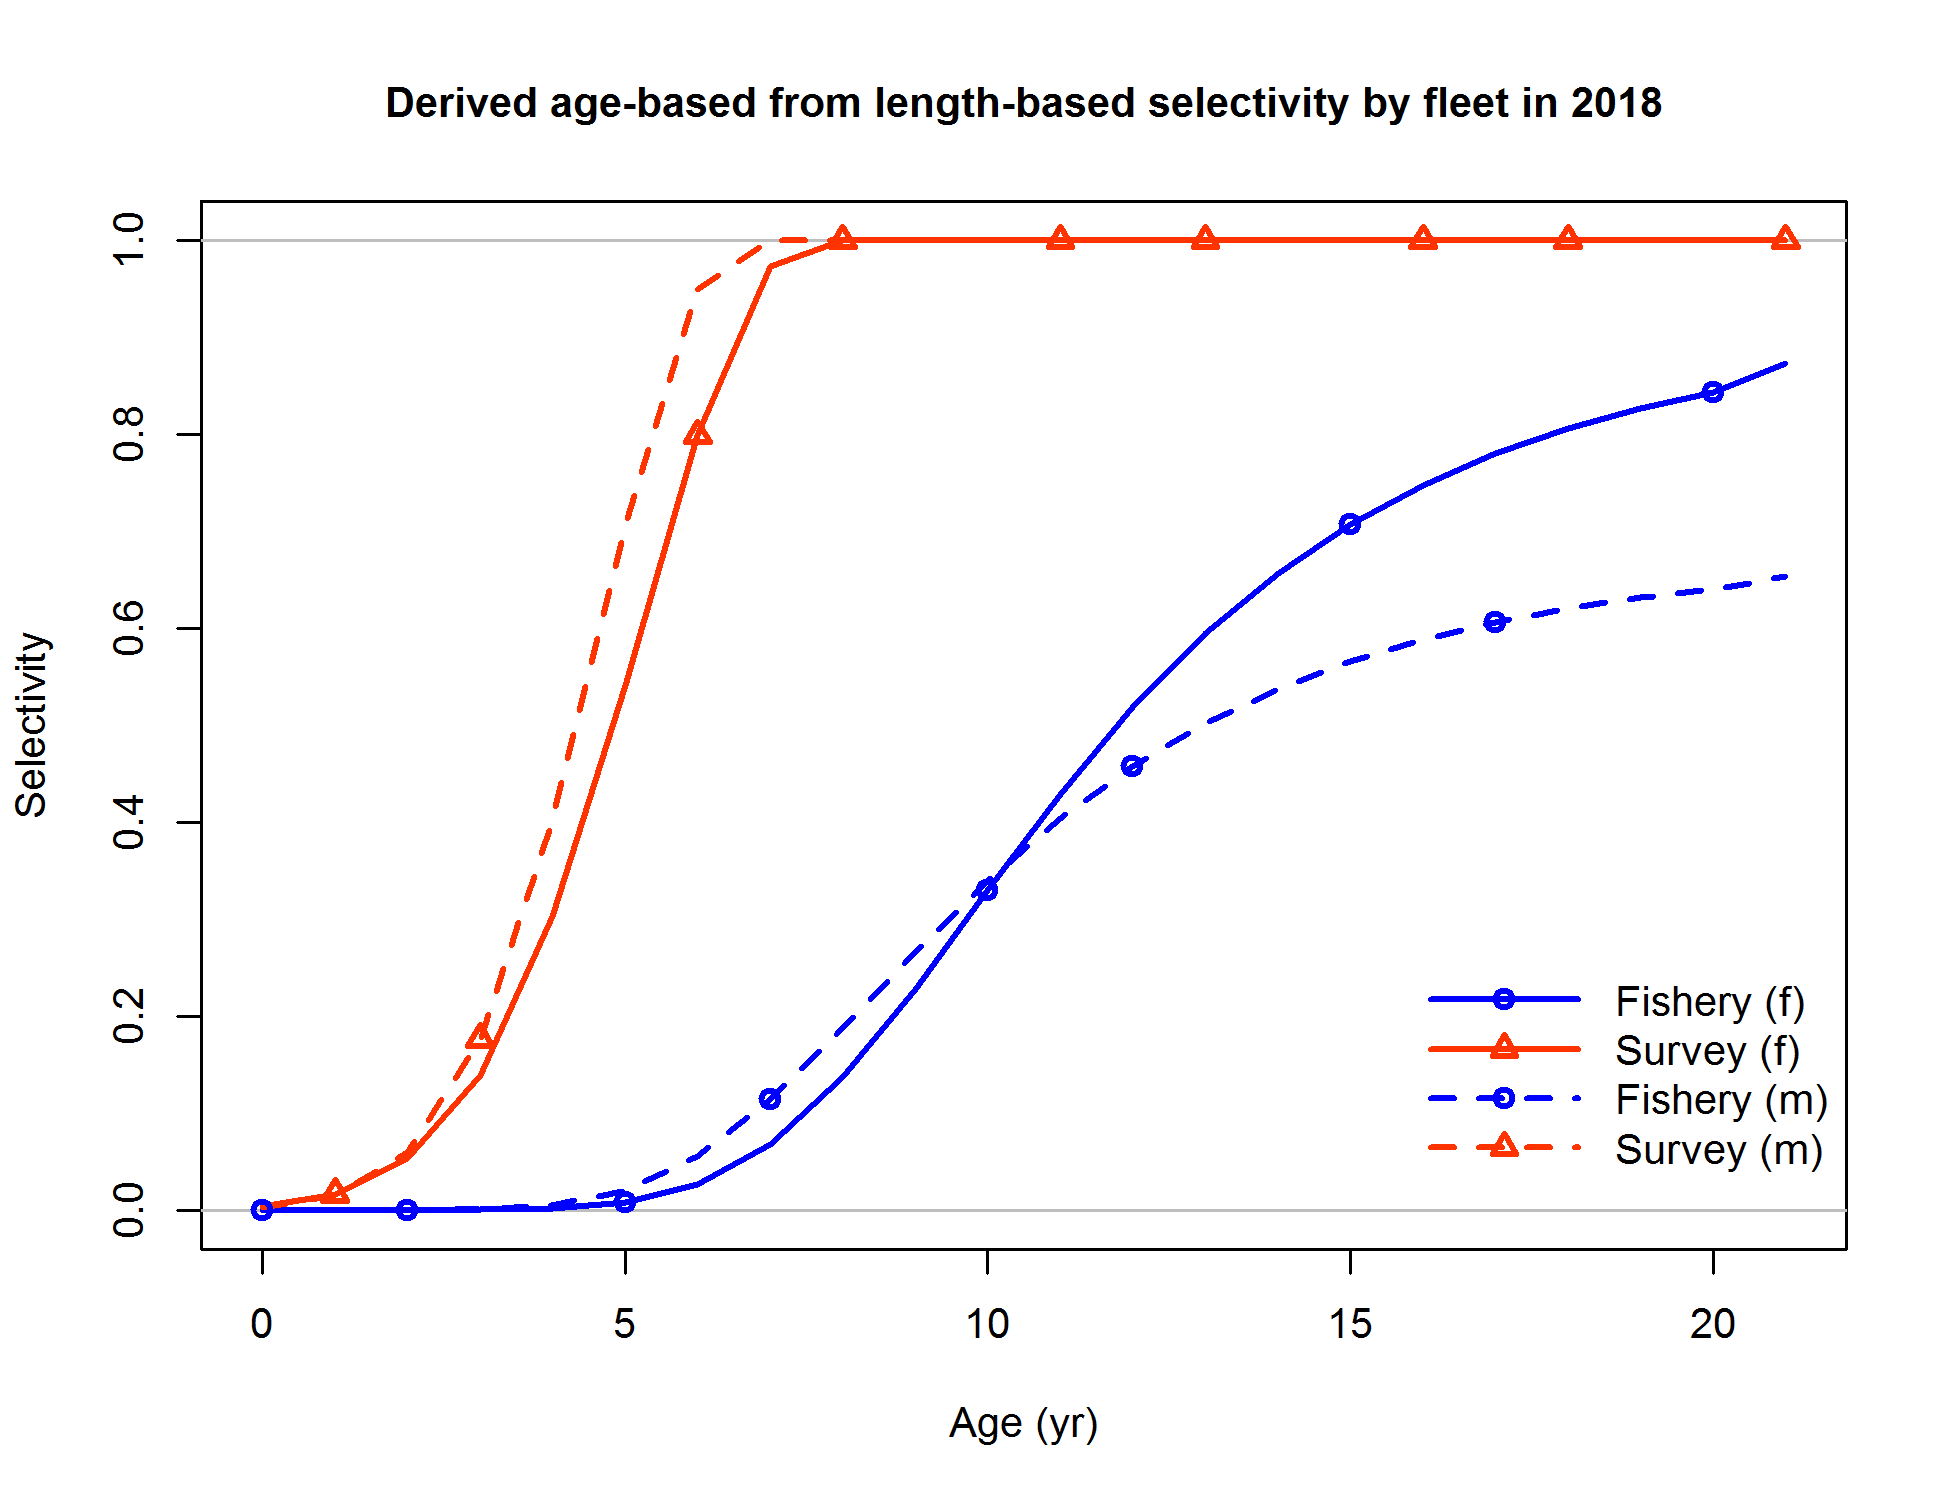 Derived age-based from length-based selectivity by fleet in 2018
Selectivity
1.0
0.8
0.6
0.4
0.2
0.0
Fishery (f)
Survey (f)
Fishery (m)
Survey (m)
0 5 10 15 20
Age (yr)